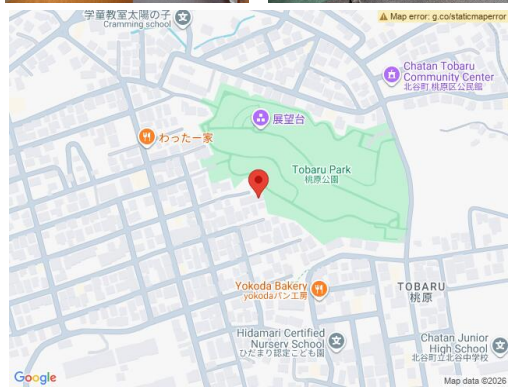 学童教室太陽の子
Cramming school
Map error: g.co/staticmaperror
Chatan Tobaru
Community Center
北谷町 桃原区公民館
展望台
わったー家
Tobaru Park
桃原公園
Yokoda Bakery
yokodaパン工房
TOBARU
桃原
Hidamari Certified
Nursery School
ひだまり認定こども園
Chatan Junior
High School
北谷町立北谷中学校
Google
Map data ©2026